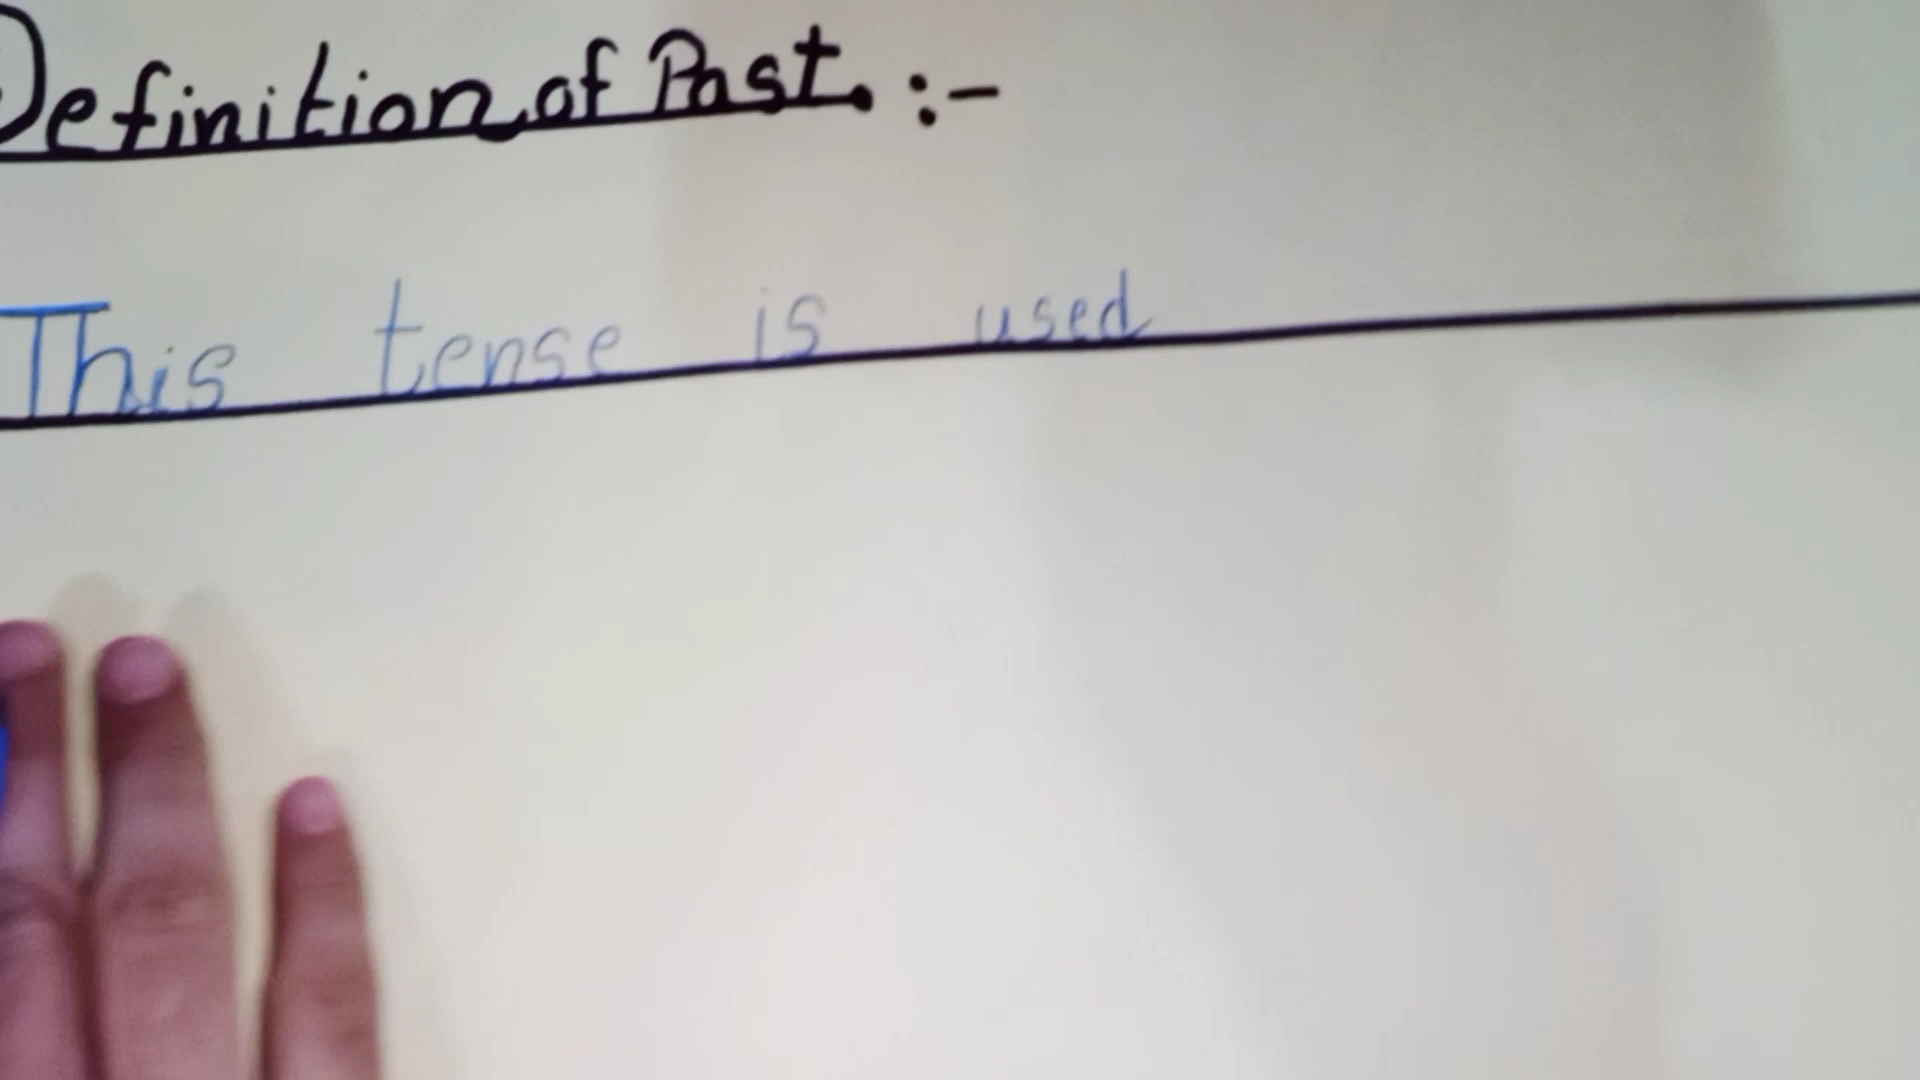 Definition of Past. :-
This tense is used